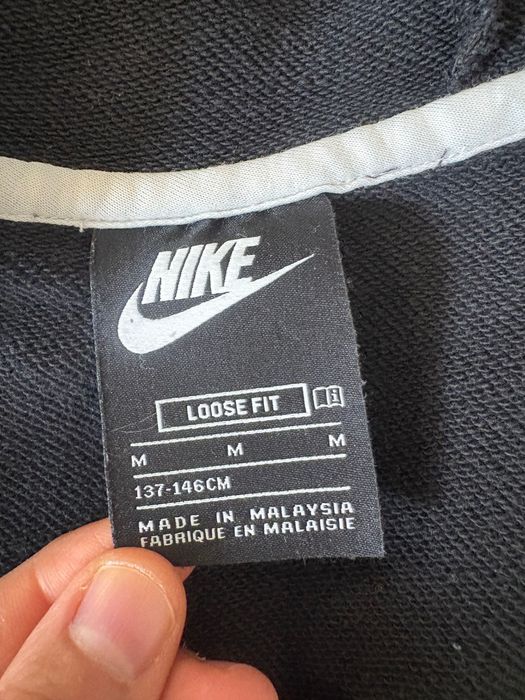 NIKE
LOOSE FIT
M M M
137-146CM
MADE IN MALAYSIA
FABRIQUE EN MALAISIE